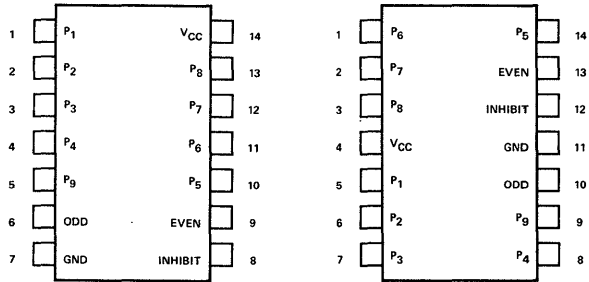 1 P1 VCC 14
2 P2 P8 13
3 P3 P7 12
4 P4 P6 11
5 P9 P5 10
6 ODD EVEN 9
7 GND INHIBIT 8
1 P6 P5 14
2 P7 EVEN 13
3 P8 INHIBIT 12
4 VCC GND 11
5 P1 ODD 10
6 P2 P9 9
7 P3 P4 8